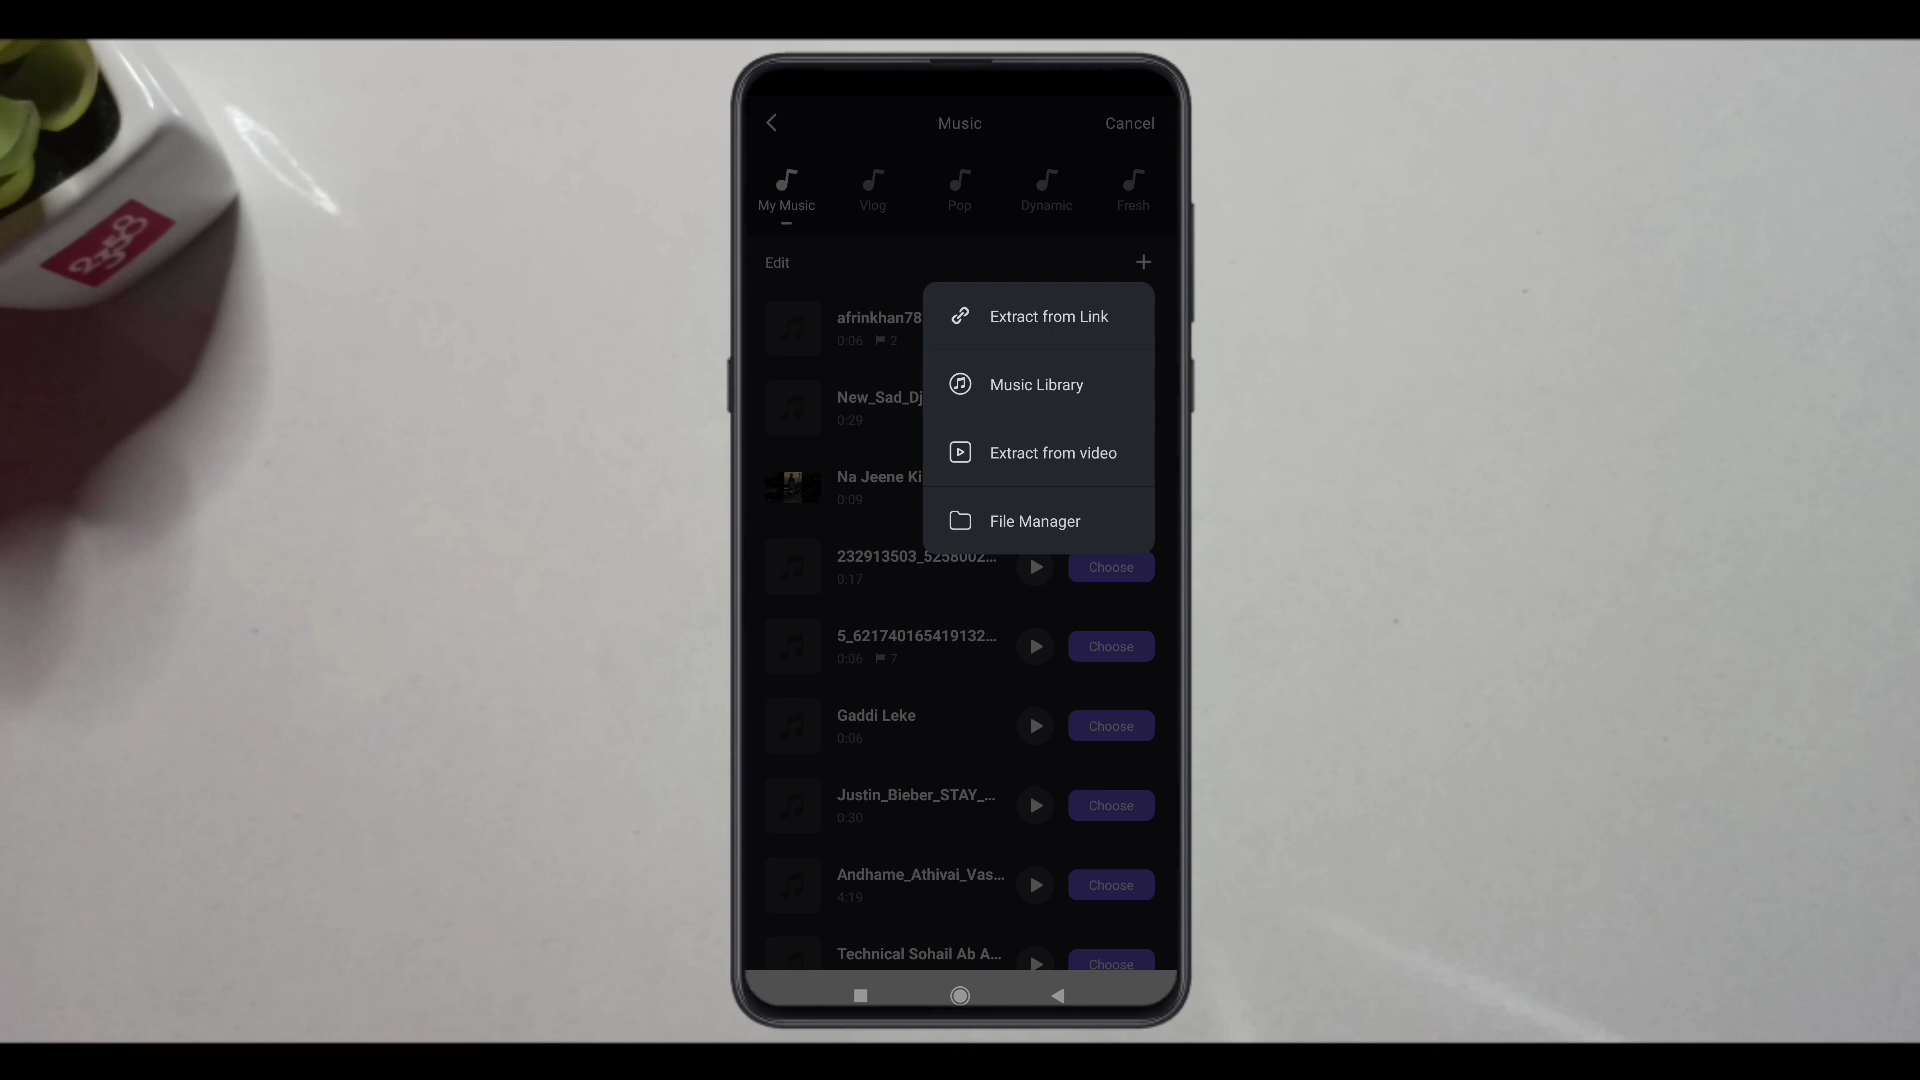 2358
Music
Cancel
My Music
Vlog
Pop
Dynamic
Fresh
Edit
Extract from Link
Music Library
Extract from video
File Manager
afrinkhan78
0:06 2
New_Sad_Dj
0:29
Na Jeene Ki
0:09
232913503_5258002...
0:17
Choose
5_621740165419132...
0:06 7
Choose
Gaddi Leke
0:06
Choose
Justin_Bieber_STAY_...
0:30
Choose
Andhame_Athivai_Vas...
4:19
Choose
Technical Sohail Ab A...
Choose